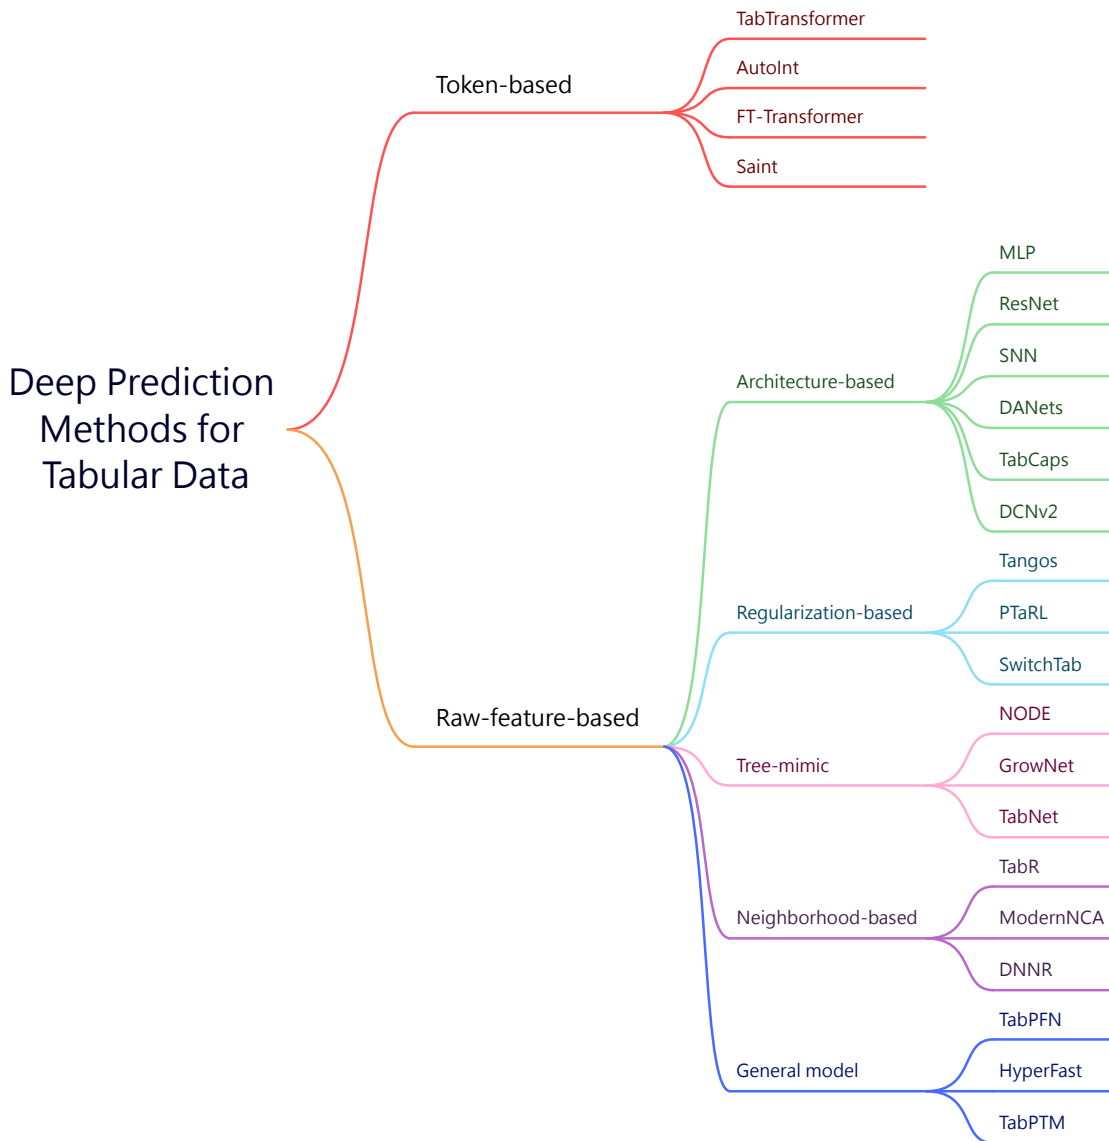 Deep Prediction
Methods for
Tabular Data
Token-based
TabTransformer
AutoInt
FT-Transformer
Saint
Raw-feature-based
Architecture-based
MLP
ResNet
SNN
DANets
TabCaps
DCNv2
Regularization-based
Tangos
PTaRL
SwitchTab
Tree-mimic
NODE
GrowNet
TabNet
Neighborhood-based
TabR
ModernNCA
DNNR
General model
TabPFN
HyperFast
TabPTM